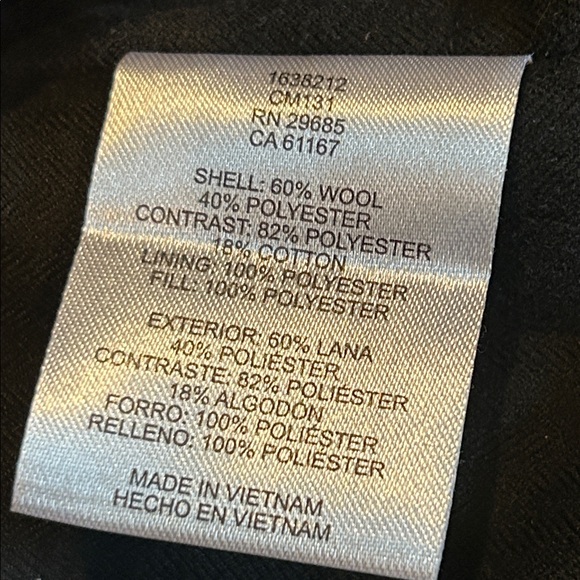 1638212
CM131
RN 29685
CA 61167
SHELL: 60% WOOL
40% POLYESTER
CONTRAST: 82% POLYESTER
18% COTTON
LINING: 100% POLYESTER
FILL: 100% POLYESTER
EXTERIOR: 60% LANA
40% POLIÉSTER
CONTRASTE: 82% POLIÉSTER
18% ALGODÓN
FORRO: 100% POLIÉSTER
RELLENO: 100% POLIÉSTER
MADE IN VIETNAM
HECHO EN VIETNAM